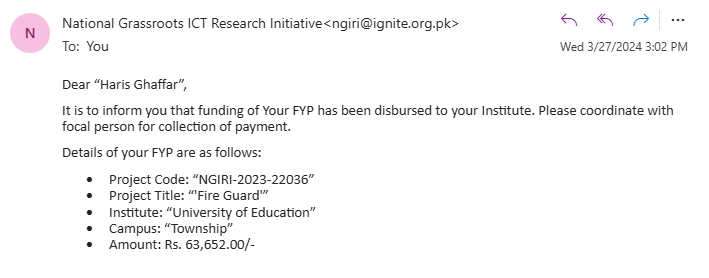 N
National Grassroots ICT Research Initiative<ngiri@ignite.org.pk>
To: You
Wed 3/27/2024 3:02 PM
Dear “Haris Ghaffar”,
It is to inform you that funding of Your FYP has been disbursed to your Institute. Please coordinate with
focal person for collection of payment.
Details of your FYP are as follows:
• Project Code: “NGIRI-2023-22036”
• Project Title: “'Fire Guard'”
• Institute: “University of Education”
• Campus: “Township”
• Amount: Rs. 63,652.00/-